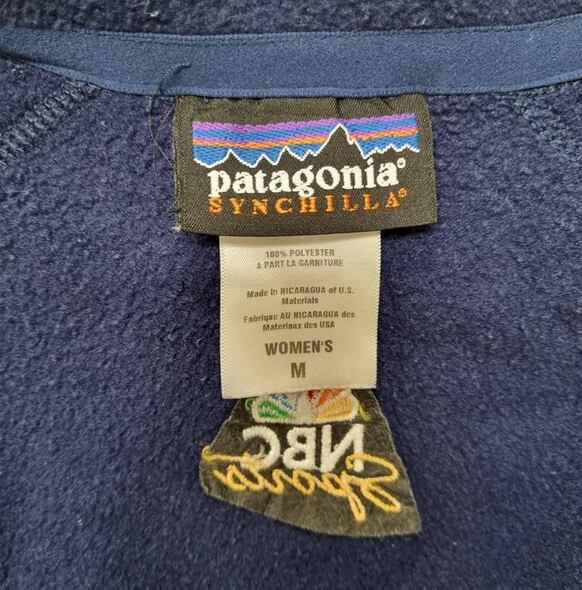 patagonia®
SYNCHILLA®
100% POLYESTER
A PART LA GARNITURE
Made in NICARAGUA of U.S.
Materials
Fabriqué AU NICARAGUA des
Materiaux des USA
WOMEN'S
M
NBC
Sports